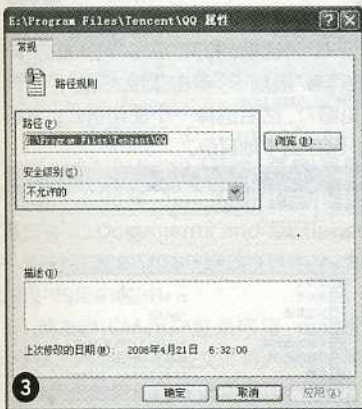 E:\Program Files\Tencent\QQ 属性
常规
路径规则
路径(P):
E:\Program Files\Tencent\QQ
浏览(B)...
安全级别(S):
不允许的
描述(D):
上次修改的日期(M): 2008年4月21日 6:32:00
3
确定 取消 应用(A)